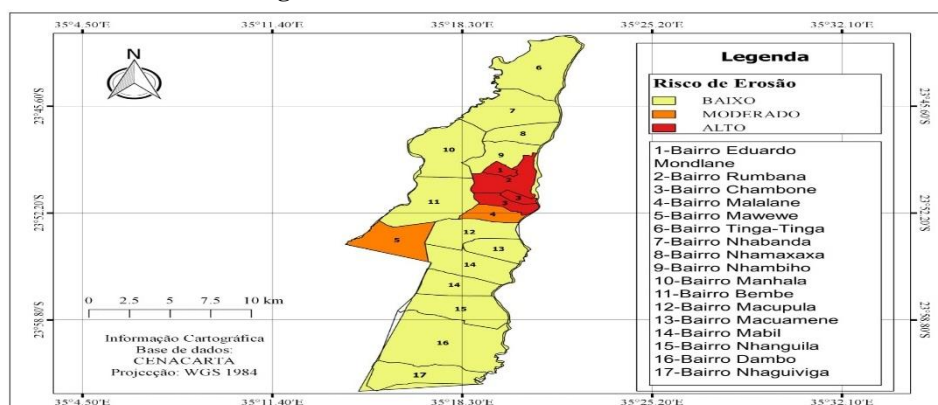 35°4.50'E 35°11.40'E 35°18.30'E 35°25.20'E 35°32.10'E
N
23°45.60'S
23°52.20'S
23°58.80'S
6
7
8
10
9
1
2
3
3
11
4
12
5
13
14
14
15
16
17
0 2.5 5 7.5 10 km
Informação Cartográfica
Base de dados:
CENACARTA
Projecção: WGS 1984
Legenda
Risco de Erosão
BAIXO
MODERADO
ALTO
1-Bairro Eduardo
Mondlane
2-Bairro Rumbana
3-Bairro Chambone
4-Bairro Malalane
5-Bairro Mawewe
6-Bairro Tinga-Tinga
7-Bairro Nhabanda
8-Bairro Nhamaxaxa
9-Bairro Nhambiho
10-Bairro Manhala
11-Bairro Bembe
12-Bairro Macupula
13-Bairro Macuamene
14-Bairro Mabil
15-Bairro Nhanguila
16-Bairro Dambo
17-Bairro Nhaguiviga
23°45.60'S
23°52.20'S
23°58.80'S
35°4.50'E 35°11.40'E 35°18.30'E 35°25.20'E 35°32.10'E